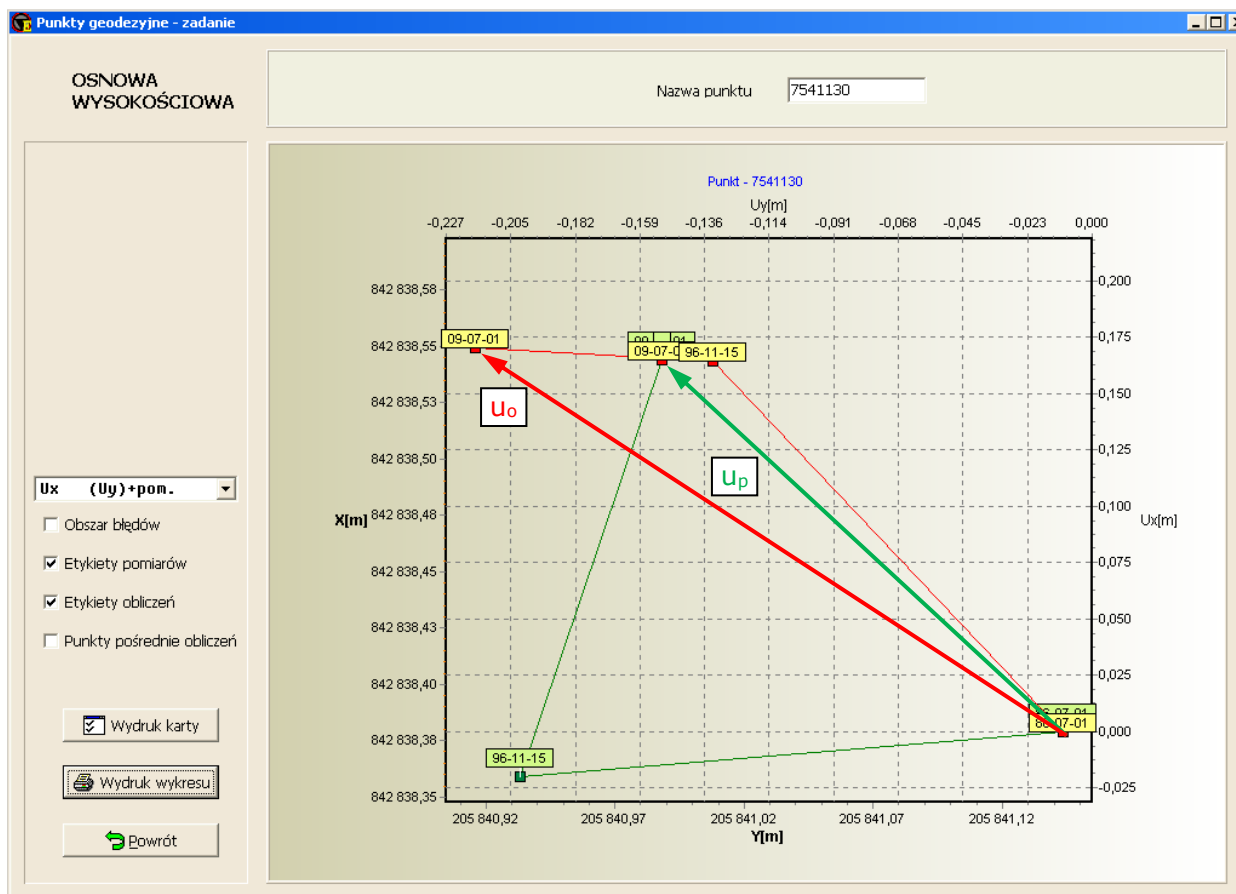 Punkty geodezyjne - zadanie
OSNOWA
WYSOKOŚCIOWA
Nazwa punktu 7541130
Punkt - 7541130
Uy[m]
-0,227 -0,205 -0,182 -0,159 -0,136 -0,114 -0,091 -0,068 -0,045 -0,023 0,000
842 838,58
842 838,55
842 838,53
842 838,50
842 838,48
842 838,45
842 838,43
842 838,40
842 838,38
842 838,35
X[m]
0,200
0,175
0,150
0,125
0,100
0,075
0,050
0,025
0,000
-0,025
Ux[m]
09-07-01
96-11-15
uo
up
86-07-01
96-11-15
205 840,92 205 840,97 205 841,02 205 841,07 205 841,12
Y[m]
Ux (Uy)+pom.
Obszar błędów
Etykiety pomiarów
Etykiety obliczeń
Punkty pośrednie obliczeń
Wydruk karty
Wydruk wykresu
Powrót